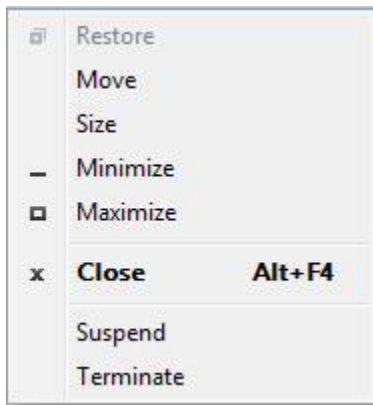 Restore
Move
Size
Minimize
Maximize
Close Alt+F4
Suspend
Terminate